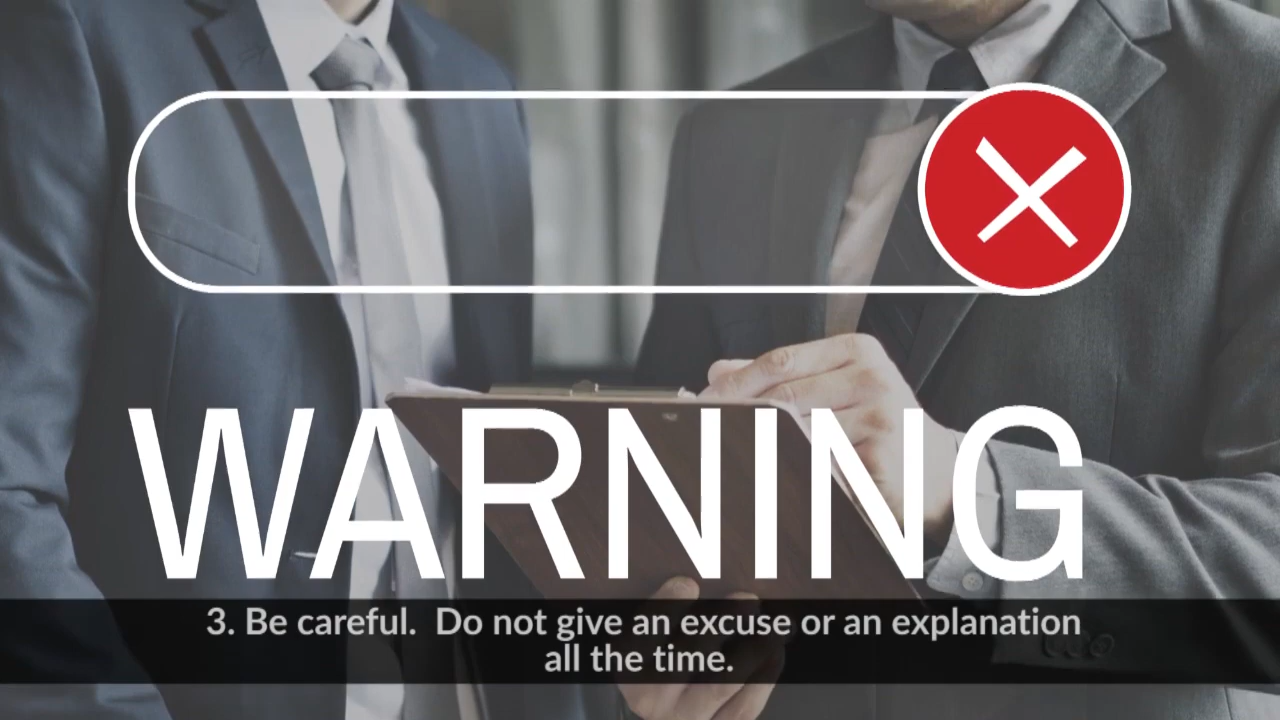 WARNING
3. Be careful.  Do not give an excuse or an explanation
all the time.